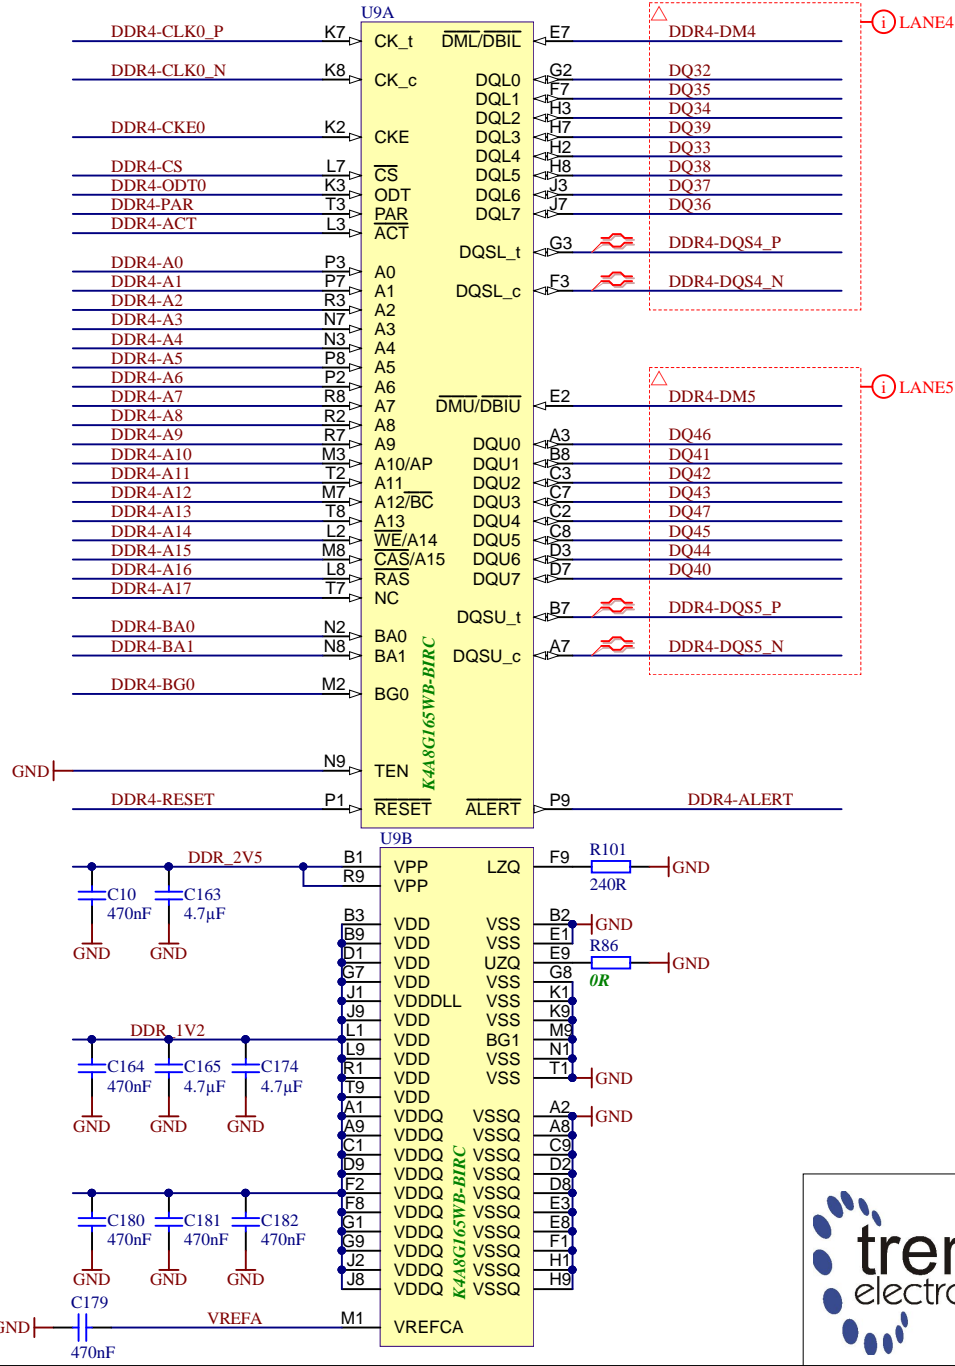 U9A
DDR4-CLK0_P K7 CK_t DML/DBIL E7 DDR4-DM4 LANE4
DDR4-CLK0_N K8 CK_c DQL0 G2 DQ32
DQL1 F7 DQ35
DQL2 H3 DQ34
DDR4-CKE0 K2 CKE DQL3 H7 DQ39
DQL4 H2 DQ33
DDR4-CS L7 CS DQL5 H8 DQ38
DDR4-ODT0 K3 ODT DQL6 J3 DQ37
DDR4-PAR T3 PAR DQL7 J7 DQ36
DDR4-ACT L3 ACT
DQSL_t G3 DDR4-DQS4_P
DDR4-A0 P3 A0
DDR4-A1 P7 A1 DQSL_c F3 DDR4-DQS4_N
DDR4-A2 R3 A2
DDR4-A3 N7 A3
DDR4-A4 N3 A4
DDR4-A5 P8 A5
DDR4-A6 P2 A6 LANE5
DDR4-A7 R8 A7 DMU/DBIU E2 DDR4-DM5
DDR4-A8 R2 A8
DDR4-A9 R7 A9 DQU0 A3 DQ46
DDR4-A10 M3 A10/AP DQU1 B8 DQ41
DDR4-A11 T2 A11 DQU2 C3 DQ42
DDR4-A12 M7 A12/BC DQU3 C7 DQ43
DDR4-A13 T8 A13 DQU4 C2 DQ47
DDR4-A14 L2 WE/A14 DQU5 C8 DQ45
DDR4-A15 M8 CAS/A15 DQU6 D3 DQ44
DDR4-A16 L8 RAS DQU7 D7 DQ40
DDR4-A17 T7 NC
DQSU_t B7 DDR4-DQS5_P
DDR4-BA0 N2 BA0
DDR4-BA1 N8 BA1 DQSU_c A7 DDR4-DQS5_N
DDR4-BG0 M2 BG0
K4A8G165WB-BIRC
GND N9 TEN
DDR4-RESET P1 RESET ALERT P9 DDR4-ALERT
U9B
DDR_2V5 B1 VPP LZQ F9 R101 GND
R9 VPP 240R
C10 C163
470nF 4.7µF
GND GND
B3 VDD VSS B2 GND
B9 VDD VSS E1
D1 VDD UZQ E9 R86 GND
G7 VDD VSS G8 0R
J1 VDDDLL VSS K1
J9 VDD VSS K9
DDR_1V2 L1 VDD BG1 M9
L9 VDD VSS N1
R1 VDD VSS T1 GND
T9 VDD
C164 C165 C174
470nF 4.7µF 4.7µF
GND GND GND
A1 VDDQ VSSQ A2 GND
A9 VDDQ VSSQ A8
C1 VDDQ VSSQ C9
D9 VDDQ VSSQ D2
F2 VDDQ VSSQ D8
F8 VDDQ VSSQ E3
G1 VDDQ VSSQ E8
G9 VDDQ VSSQ F1
J2 VDDQ VSSQ H1
J8 VDDQ VSSQ H9
K4A8G165WB-BIRC
C180 C181 C182
470nF 470nF 470nF
GND GND GND
C179
GND VREFA M1 VREFCA
470nF
tren
electro